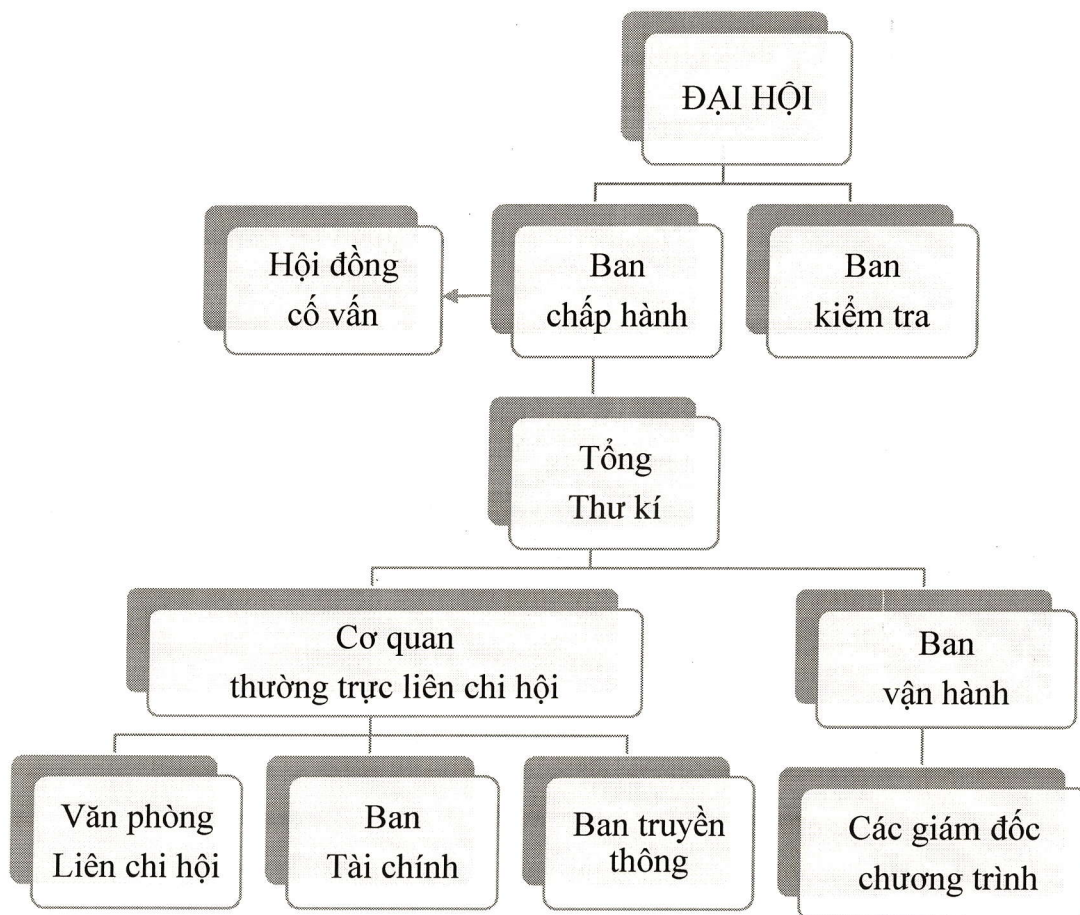 ĐẠI HỘI
Hội đồng
cố vấn
Ban
chấp hành
Ban
kiểm tra
Tổng
Thư kí
Cơ quan
thường trực liên chi hội
Ban
vận hành
Văn phòng
Liên chi hội
Ban
Tài chính
Ban truyền
thông
Các giám đốc
chương trình